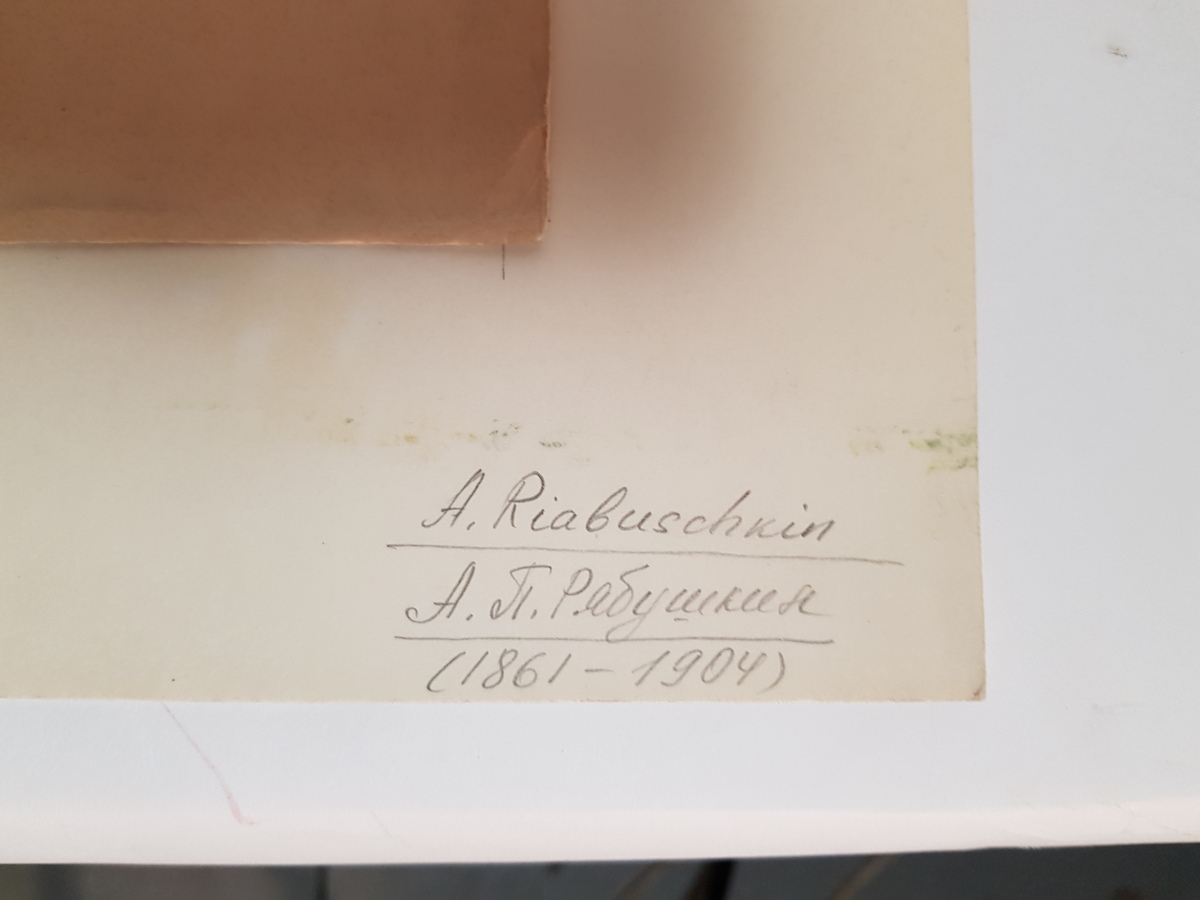 A. Riabuschkin
А. П. Рябушкин
(1861 – 1904)